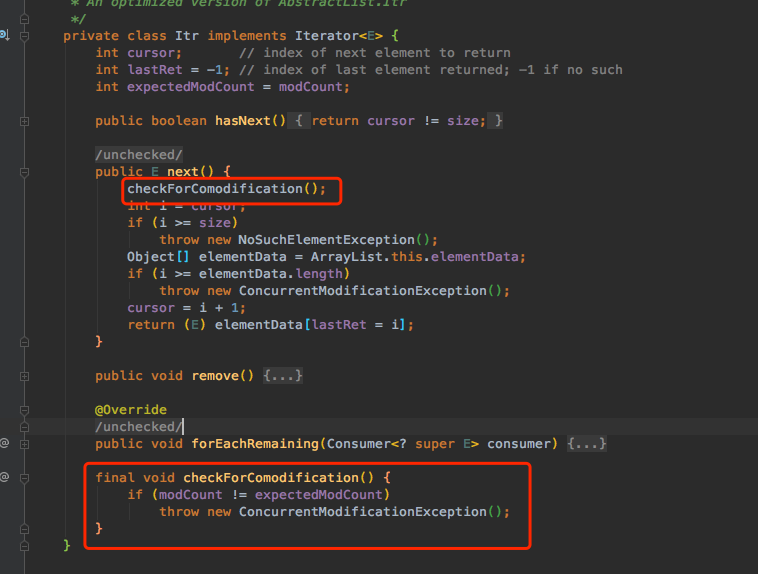 * An optimized version of AbstractList.Itr
*/
private class Itr implements Iterator<E> {
int cursor;       // index of next element to return
int lastRet = -1; // index of last element returned; -1 if no such
int expectedModCount = modCount;
public boolean hasNext() { return cursor != size; }
/unchecked/
public E next() {
checkForComodification();
int i = cursor;
if (i >= size)
throw new NoSuchElementException();
Object[] elementData = ArrayList.this.elementData;
if (i >= elementData.length)
throw new ConcurrentModificationException();
cursor = i + 1;
return (E) elementData[lastRet = i];
}
public void remove() {...}
@Override
/unchecked/
public void forEachRemaining(Consumer<? super E> consumer) {...}
final void checkForComodification() {
if (modCount != expectedModCount)
throw new ConcurrentModificationException();
}
}